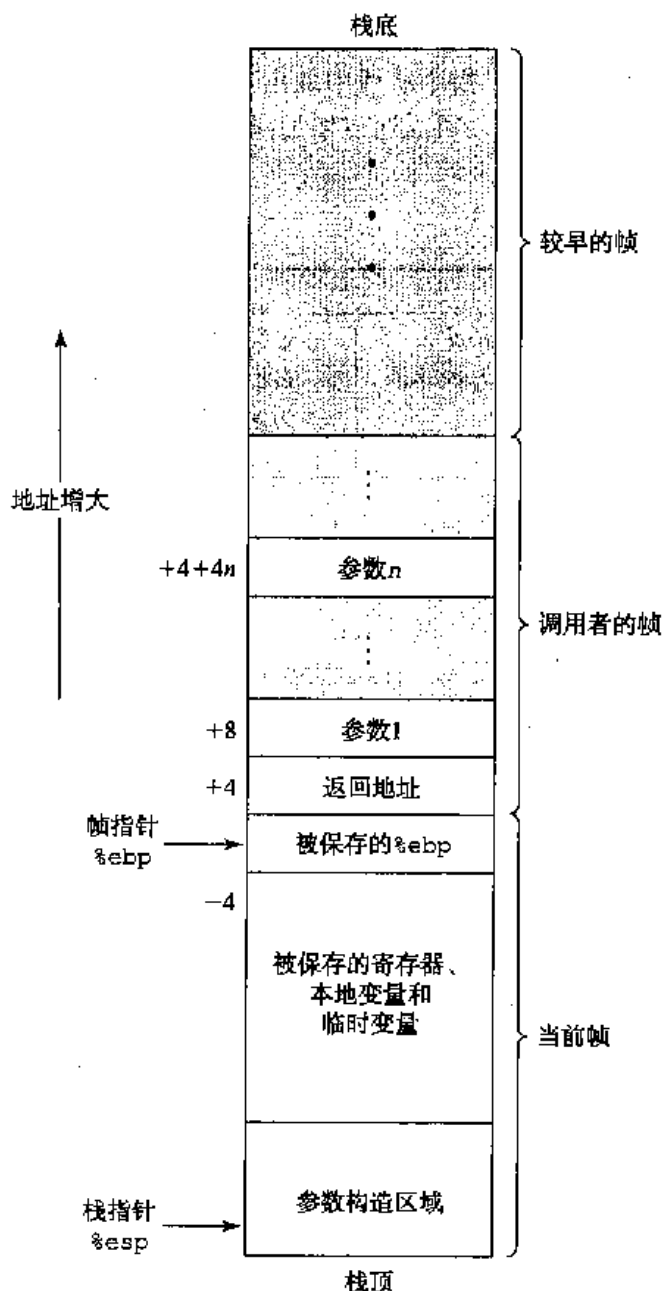 栈底
较早的帧
地址增大
+4+4n
参数n
调用者的帧
+8
参数1
+4
返回地址
帧指针
%ebp
被保存的%ebp
-4
被保存的寄存器、
本地变量和
临时变量
当前帧
参数构造区域
栈指针
%esp
栈顶